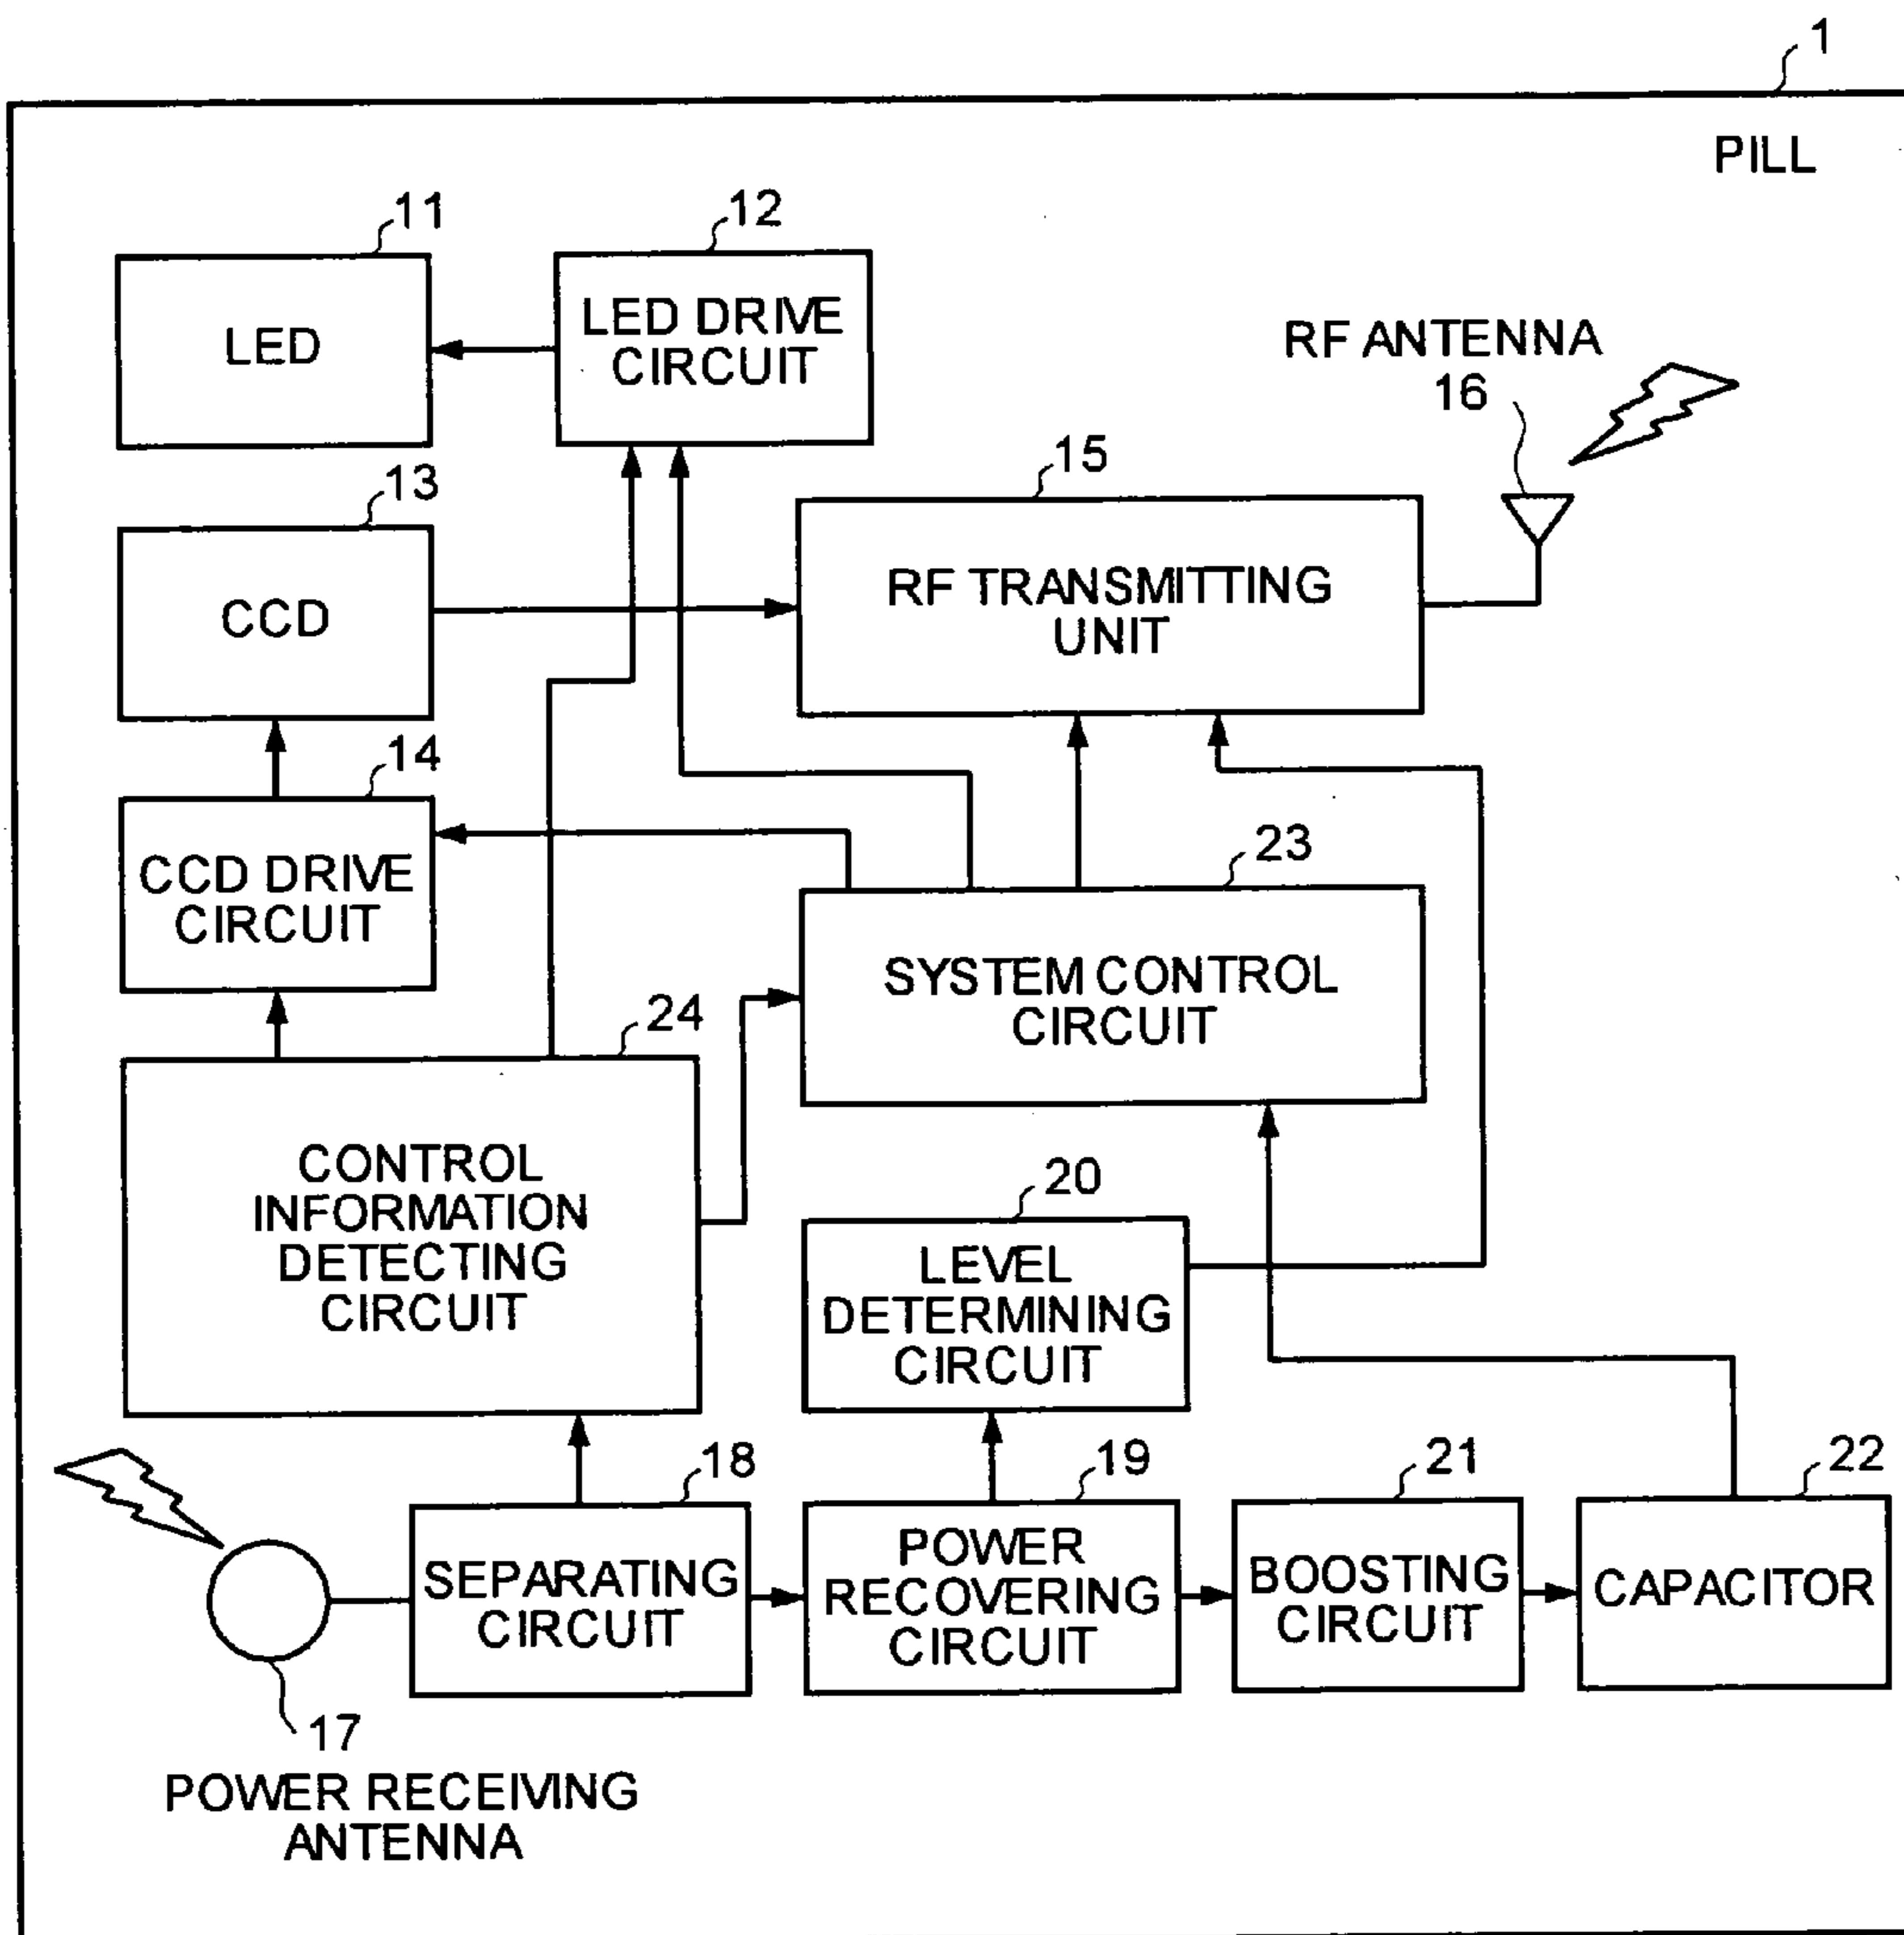 1
PILL
11
LED
12
LED DRIVE
CIRCUIT
RF ANTENNA
16
13
CCD
15
RF TRANSMITTING
UNIT
14
CCD DRIVE
CIRCUIT
23
SYSTEM CONTROL
CIRCUIT
24
CONTROL
INFORMATION
DETECTING
CIRCUIT
20
LEVEL
DETERMINING
CIRCUIT
18
SEPARATING
CIRCUIT
19
POWER
RECOVERING
CIRCUIT
21
BOOSTING
CIRCUIT
22
CAPACITOR
17
POWER RECEIVING
ANTENNA